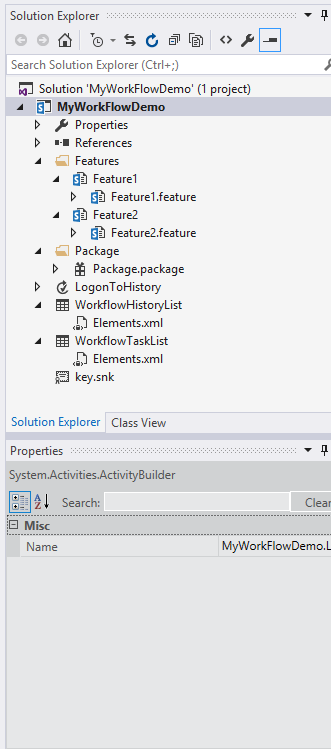 Solution Explorer
Search Solution Explorer (Ctrl+;)
Solution 'MyWorkFlowDemo' (1 project)
MyWorkFlowDemo
Properties
References
Features
Feature1
Feature1.feature
Feature2
Feature2.feature
Package
Package.package
LogonToHistory
WorkflowHistoryList
Elements.xml
WorkflowTaskList
Elements.xml
key.snk
Solution Explorer Class View
Properties
System.Activities.ActivityBuilder
Search: Clear
Misc
Name MyWorkFlowDemo.L